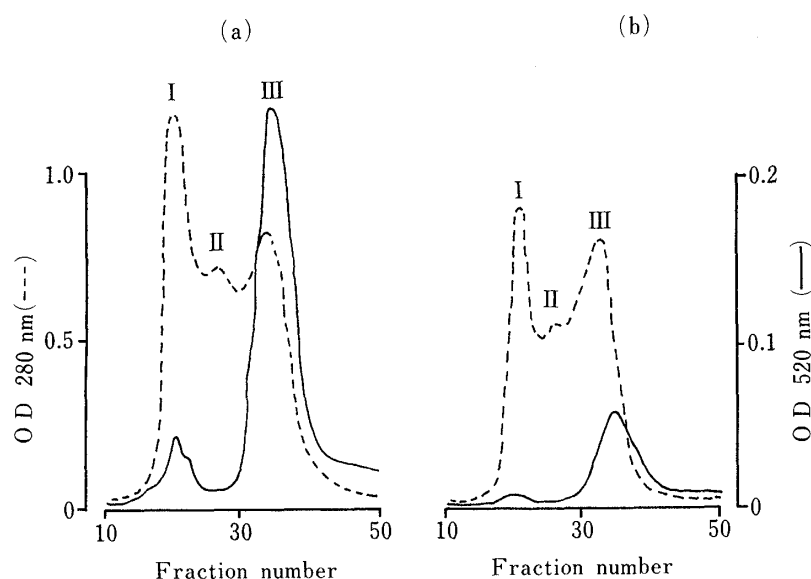 (a)
(b)
I
III
II
I
III
II
1.0
0.5
0
OD 280 nm (---)
0.2
0.1
0
OD 520 nm (—)
10
30
50
10
30
50
Fraction number
Fraction number